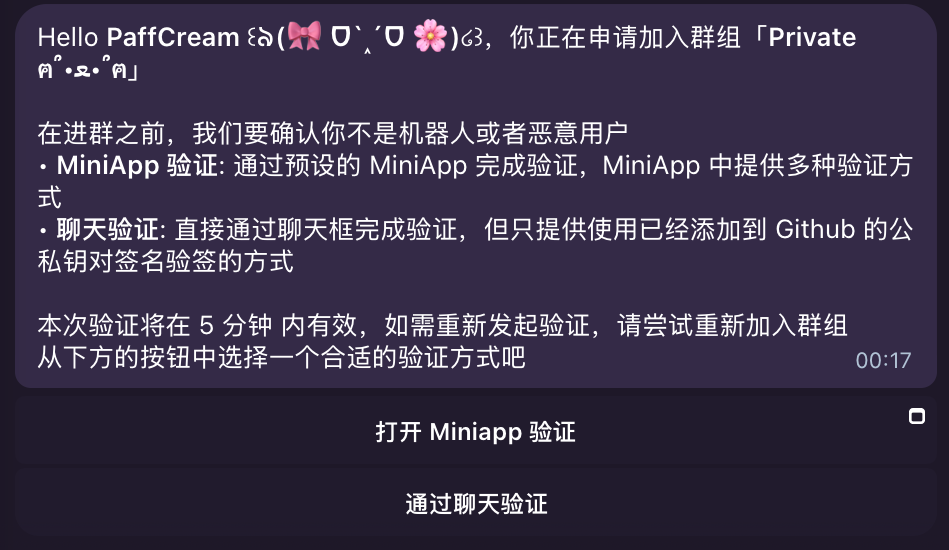 Hello PaffCream ꒰ঌ(🎀 ᗜ`˰´ᗜ 🌸)໒꒱，你正在申请加入群组「Private
ฅ՞•ﻌ•՞ฅ」
在进群之前，我们要确认你不是机器人或者恶意用户
• MiniApp 验证: 通过预设的 MiniApp 完成验证，MiniApp 中提供多种验证方
式
• 聊天验证: 直接通过聊天框完成验证，但只提供使用已经添加到 Github 的公
私钥对签名验签的方式
本次验证将在 5 分钟 内有效，如需重新发起验证，请尝试重新加入群组
从下方的按钮中选择一个合适的验证方式吧
00:17
打开 Miniapp 验证
通过聊天验证